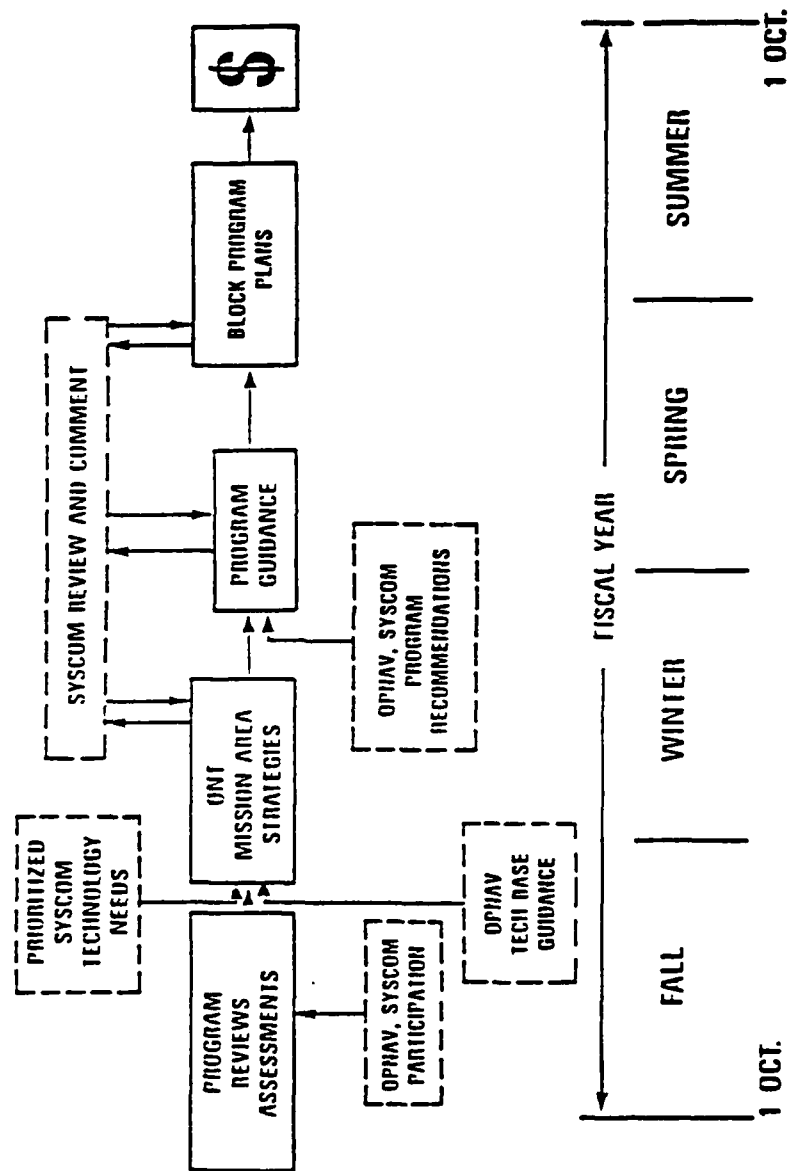 PRIORITIZED
SYSCOM
TECHNOLOGY
NEEDS
SYSCOM REVIEW AND COMMENT
PROGRAM
REVIEWS
ASSESSMENTS
ONT
MISSION AREA
STRATEGIES
PROGRAM
GUIDANCE
BLOCK PROGRAM
PLANS
$
OPNAV, SYSCOM
PARTICIPATION
OPNAV
TECH BASE
GUIDANCE
OPNAV, SYSCOM
PROGRAM
RECOMMENDATIONS
FISCAL YEAR
FALL
WINTER
SPRING
SUMMER
1 OCT.
1 OCT.